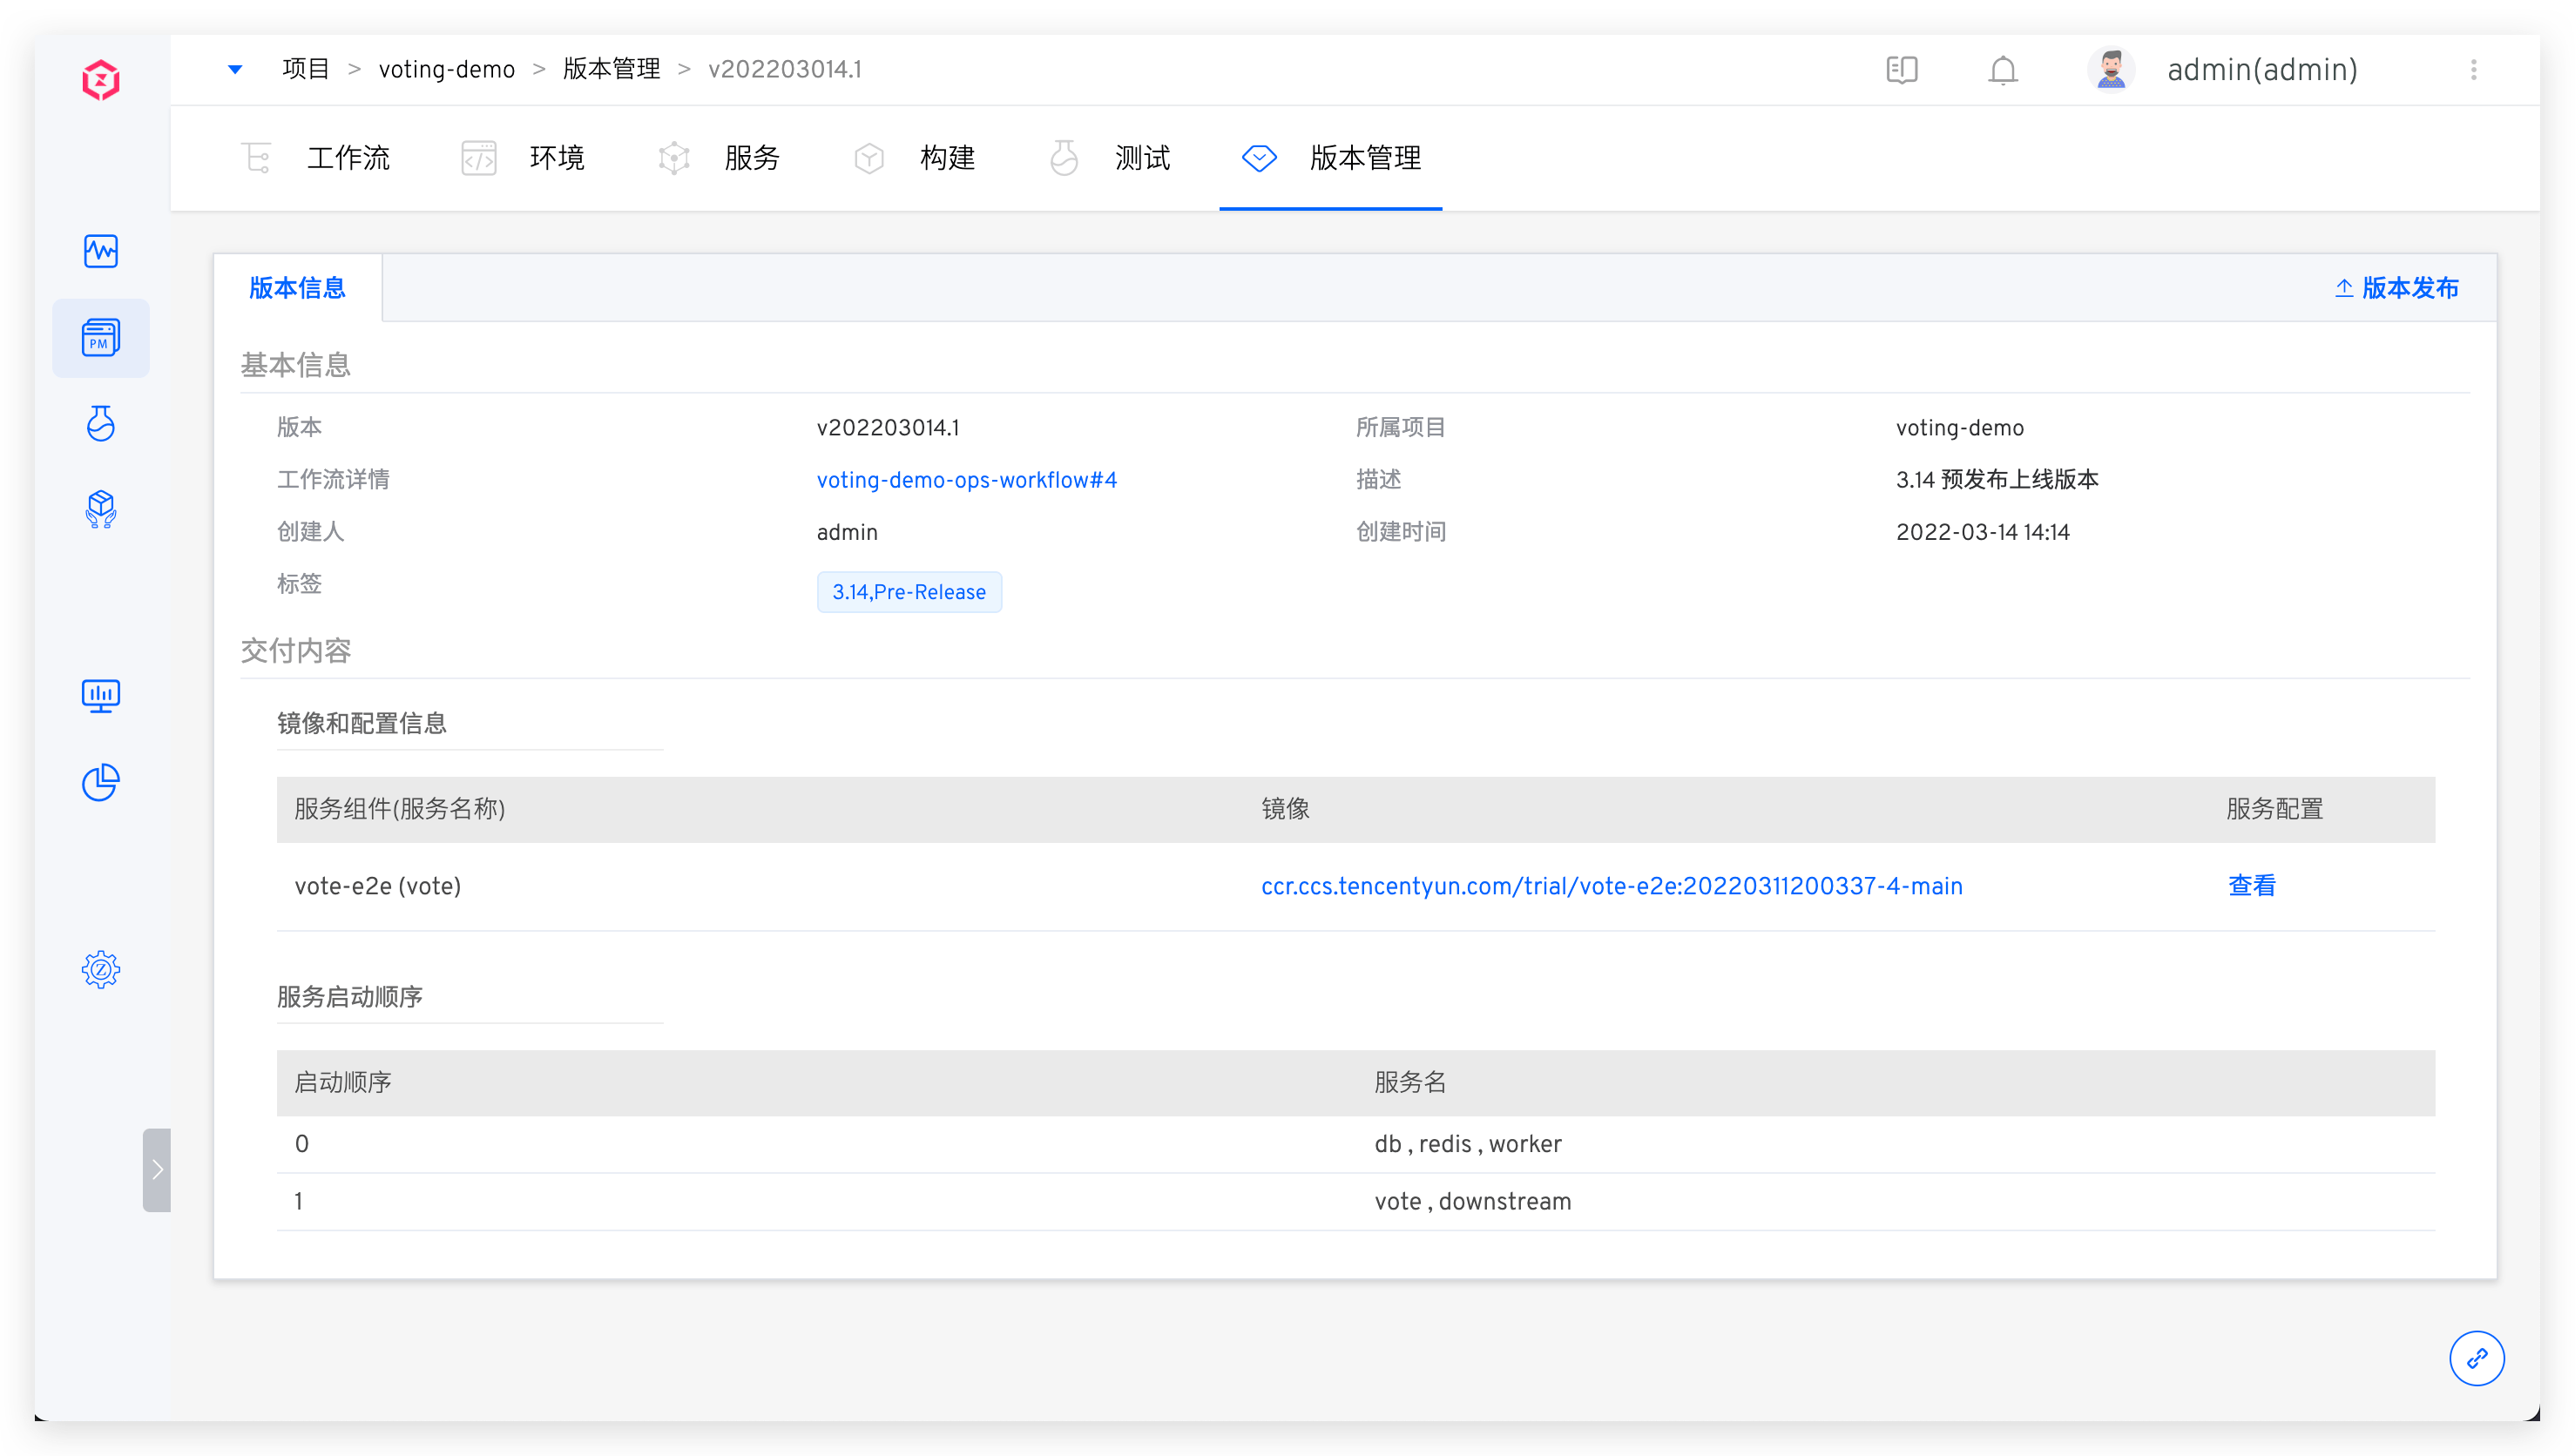 项目 > voting-demo > 版本管理 > v202203014.1 admin(admin)
工作流 环境 服务 构建 测试 版本管理
版本信息 版本发布
PM
基本信息
版本 v202203014.1 所属项目 voting-demo
工作流详情 voting-demo-ops-workflow#4 描述 3.14 预发布上线版本
创建人 admin 创建时间 2022-03-14 14:14
标签 3.14,Pre-Release
交付内容
镜像和配置信息
服务组件(服务名称) 镜像 服务配置
vote-e2e (vote) ccr.ccs.tencentyun.com/trial/vote-e2e:20220311200337-4-main 查看
服务启动顺序
启动顺序 服务名
0 db , redis , worker
1 vote , downstream